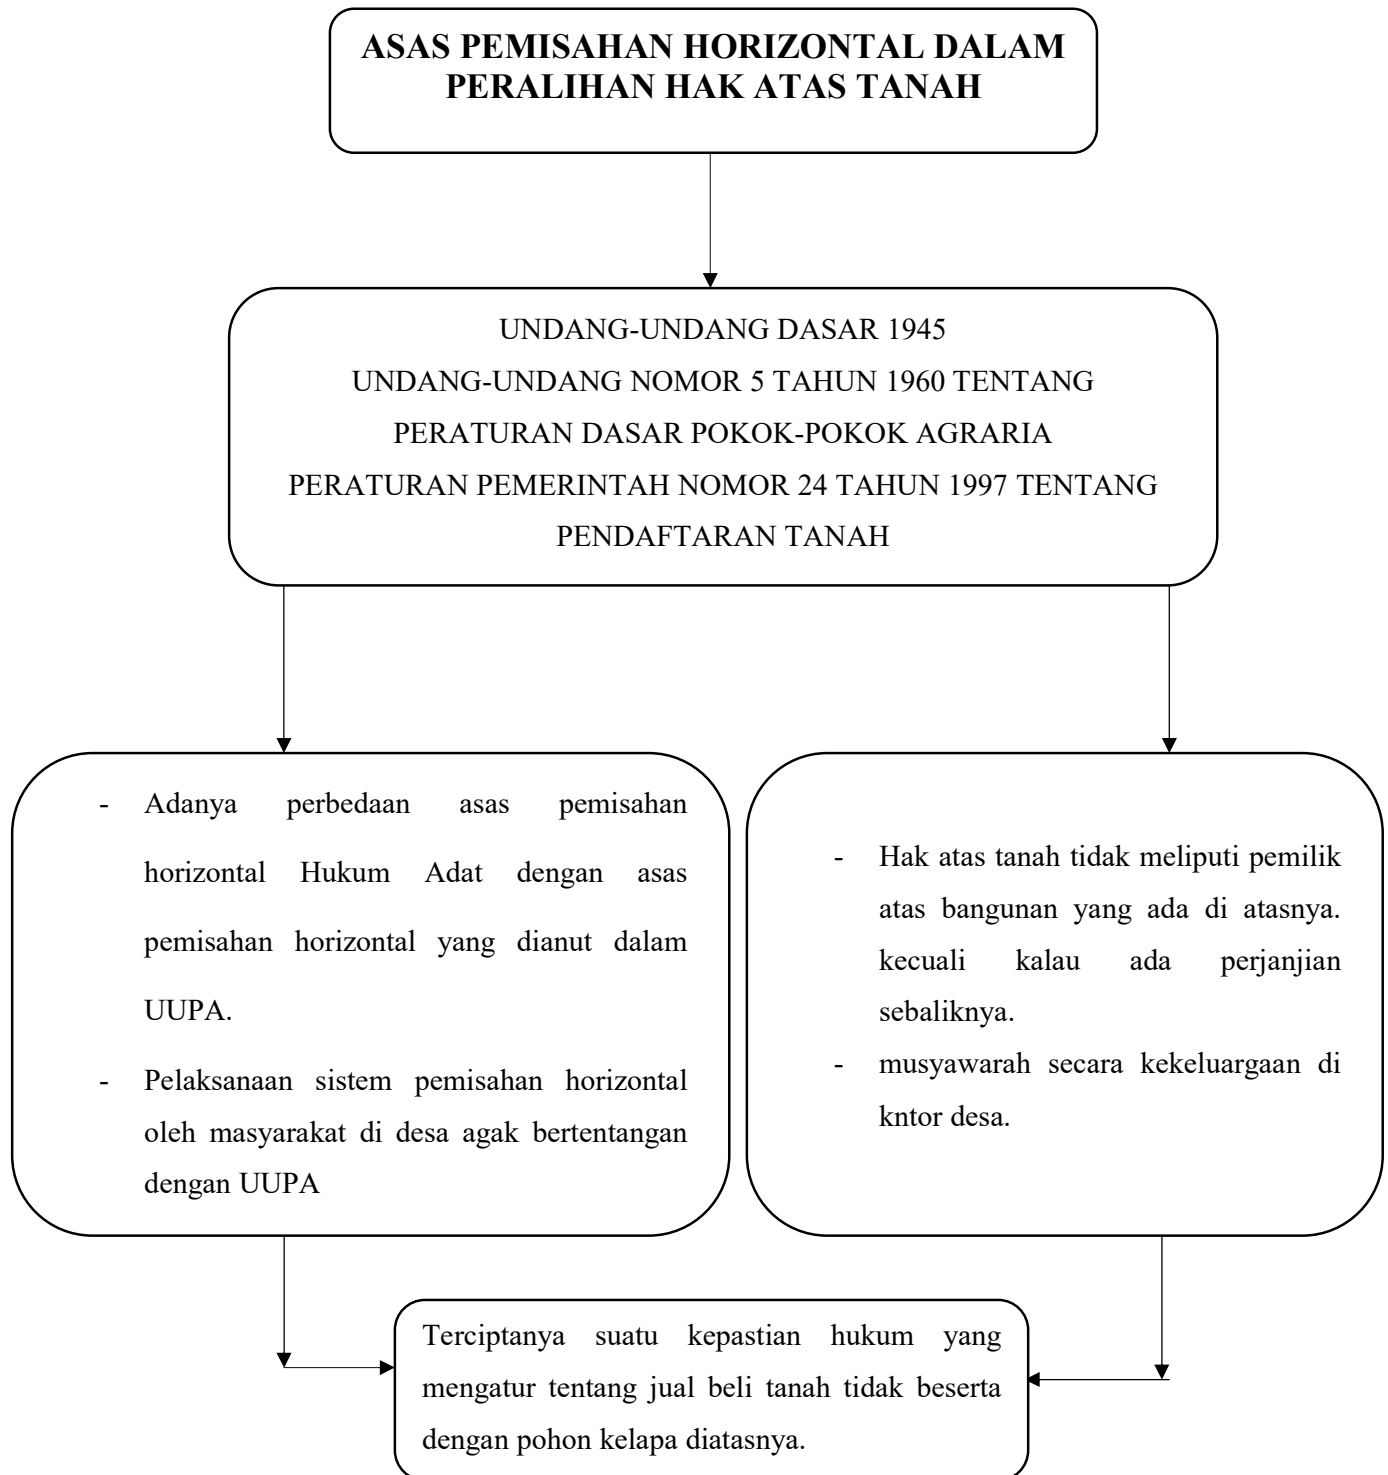 ASAS PEMISAHAN HORIZONTAL DALAM
PERALIHAN HAK ATAS TANAH
UNDANG-UNDANG DASAR 1945
UNDANG-UNDANG NOMOR 5 TAHUN 1960 TENTANG
PERATURAN DASAR POKOK-POKOK AGRARIA
PERATURAN PEMERINTAH NOMOR 24 TAHUN 1997 TENTANG
PENDAFTARAN TANAH
- Adanya perbedaan asas pemisahan
horizontal Hukum Adat dengan asas
pemisahan horizontal yang dianut dalam
UUPA.
- Pelaksanaan sistem pemisahan horizontal
oleh masyarakat di desa agak bertentangan
dengan UUPA
- Hak atas tanah tidak meliputi pemilik
atas bangunan yang ada di atasnya.
kecuali kalau ada perjanjian
sebaliknya.
- musyawarah secara kekeluargaan di
kntor desa.
Terciptanya suatu kepastian hukum yang
mengatur tentang jual beli tanah tidak beserta
dengan pohon kelapa diatasnya.